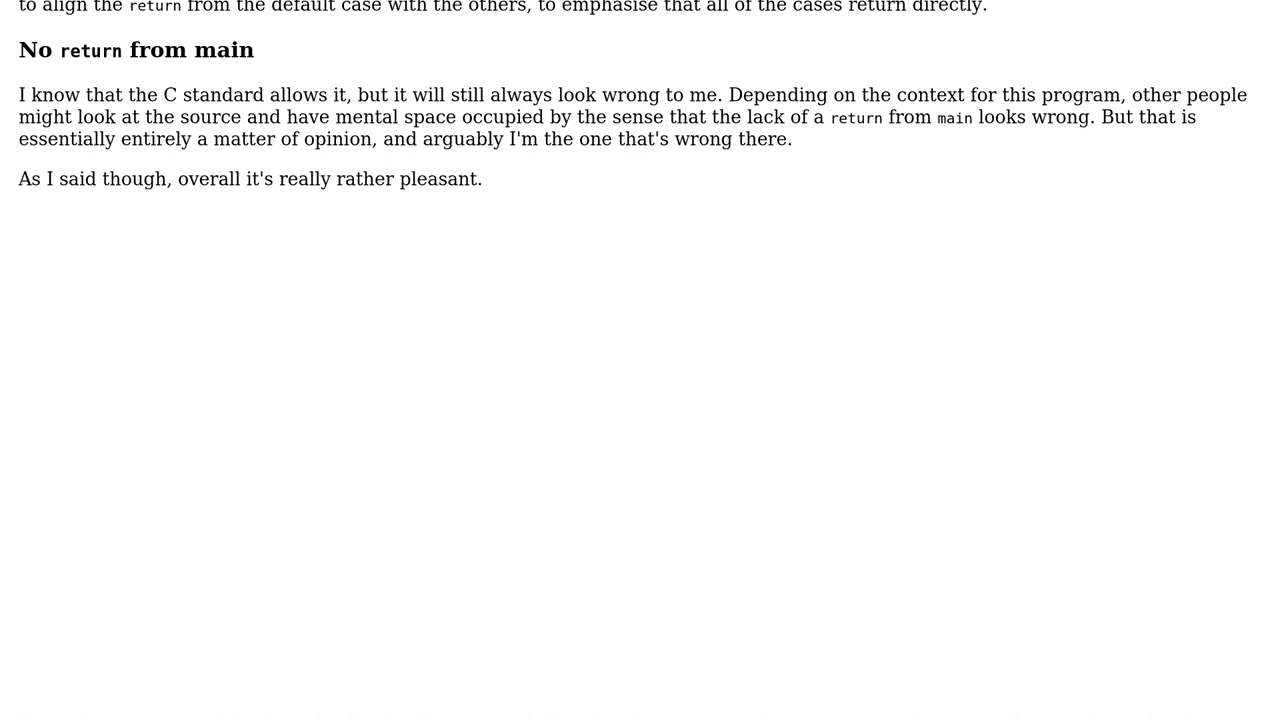 to align the return from the default case with the others, to emphasise that all of the cases return directly.
No return from main
I know that the C standard allows it, but it will still always look wrong to me. Depending on the context for this program, other people
might look at the source and have mental space occupied by the sense that the lack of a return from main looks wrong. But that is
essentially entirely a matter of opinion, and arguably I'm the one that's wrong there.
As I said though, overall it's really rather pleasant.